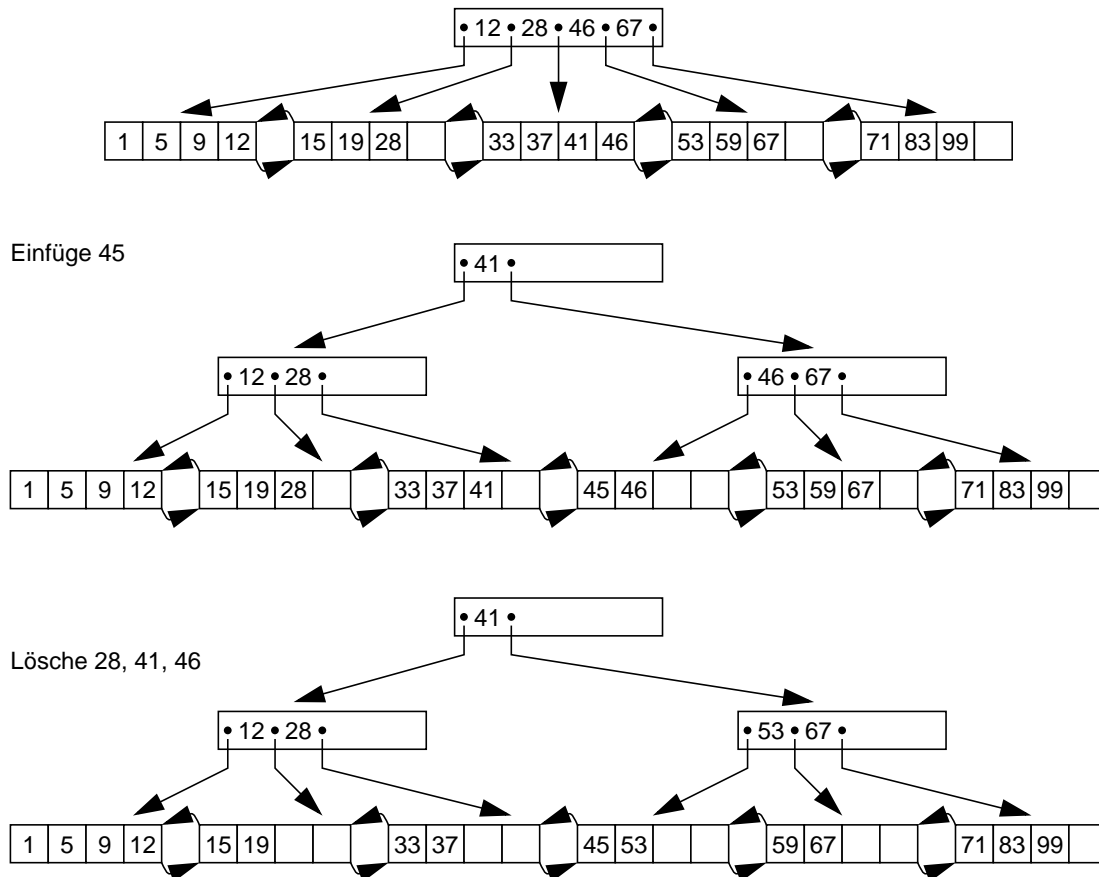 12 28 46 67
1 5 9 12 15 19 28 33 37 41 46 53 59 67 71 83 99
Einfüge 45
41
12 28 46 67
1 5 9 12 15 19 28 33 37 41 45 46 53 59 67 71 83 99
41
Lösche 28, 41, 46
12 28 53 67
1 5 9 12 15 19 33 37 45 53 59 67 71 83 99